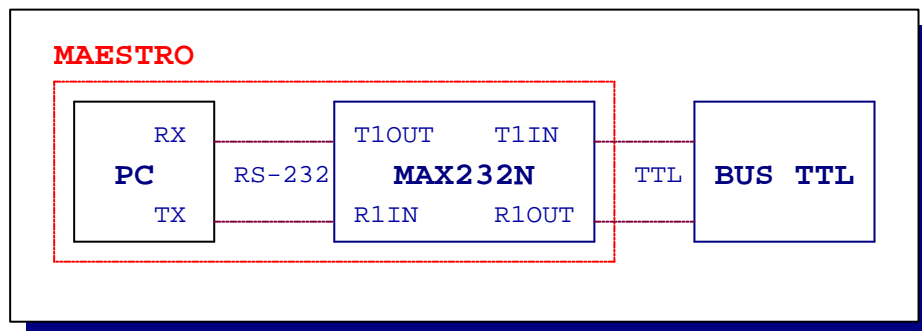 MAESTRO
RX T1OUT T1IN
PC RS-232 MAX232N TTL BUS TTL
TX R1IN R1OUT